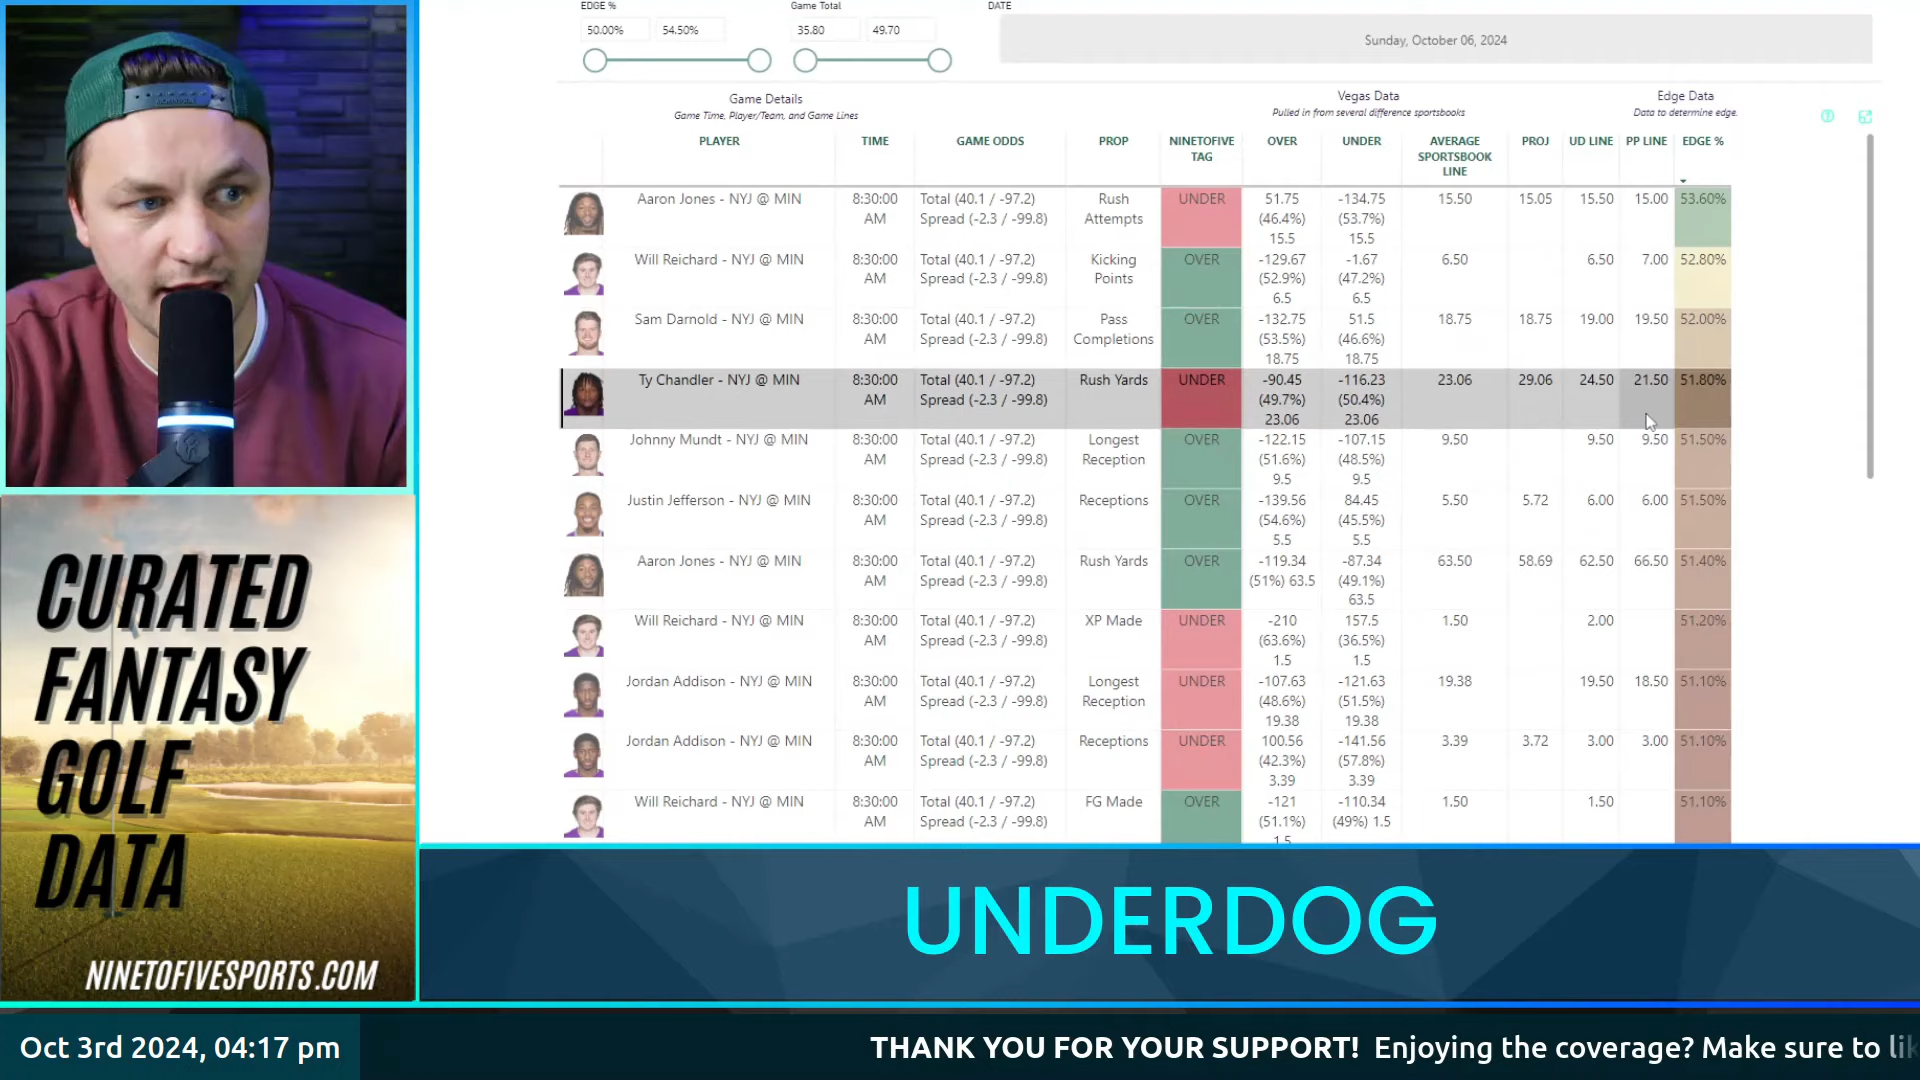 EDGE %
Game Total
DATE
50.00%
54.50%
35.80
49.70
Sunday, October 06, 2024
Game Details
Game Time, Player/Team, and Game Lines
Vegas Data
Pulled in from several difference sportsbooks
Edge Data
Data to determine edge.
PLAYER TIME GAME ODDS PROP NINETOFIVE TAG OVER UNDER AVERAGE SPORTSBOOK LINE PROJ UD LINE PP LINE EDGE %
Aaron Jones - NYJ @ MIN 8:30:00 AM Total (40.1 / -97.2) Spread (-2.3 / -99.8) Rush Attempts UNDER 51.75 (46.4%) 15.5 -134.75 (53.7%) 15.5 15.50 15.05 15.50 15.00 53.60%
Will Reichard - NYJ @ MIN 8:30:00 AM Total (40.1 / -97.2) Spread (-2.3 / -99.8) Kicking Points OVER -129.67 (52.9%) 6.5 -1.67 (47.2%) 6.5 6.50 6.50 7.00 52.80%
Sam Darnold - NYJ @ MIN 8:30:00 AM Total (40.1 / -97.2) Spread (-2.3 / -99.8) Pass Completions OVER -132.75 (53.5%) 18.75 51.5 (46.6%) 18.75 18.75 18.75 19.00 19.50 52.00%
Ty Chandler - NYJ @ MIN 8:30:00 AM Total (40.1 / -97.2) Spread (-2.3 / -99.8) Rush Yards UNDER -90.45 (49.7%) 23.06 -116.23 (50.4%) 23.06 23.06 29.06 24.50 21.50 51.80%
Johnny Mundt - NYJ @ MIN 8:30:00 AM Total (40.1 / -97.2) Spread (-2.3 / -99.8) Longest Reception OVER -122.15 (51.6%) 9.5 -107.15 (48.5%) 9.5 9.50 9.50 9.50 51.50%
Justin Jefferson - NYJ @ MIN 8:30:00 AM Total (40.1 / -97.2) Spread (-2.3 / -99.8) Receptions OVER -139.56 (54.6%) 5.5 84.45 (45.5%) 5.5 5.50 5.72 6.00 6.00 51.50%
Aaron Jones - NYJ @ MIN 8:30:00 AM Total (40.1 / -97.2) Spread (-2.3 / -99.8) Rush Yards OVER -119.34 (51%) 63.5 -87.34 (49.1%) 63.5 63.50 58.69 62.50 66.50 51.40%
Will Reichard - NYJ @ MIN 8:30:00 AM Total (40.1 / -97.2) Spread (-2.3 / -99.8) XP Made UNDER -210 (63.6%) 1.5 157.5 (36.5%) 1.5 1.50 2.00 51.20%
Jordan Addison - NYJ @ MIN 8:30:00 AM Total (40.1 / -97.2) Spread (-2.3 / -99.8) Longest Reception UNDER -107.63 (48.6%) 19.38 -121.63 (51.5%) 19.38 19.38 19.50 18.50 51.10%
Jordan Addison - NYJ @ MIN 8:30:00 AM Total (40.1 / -97.2) Spread (-2.3 / -99.8) Receptions UNDER 100.56 (42.3%) 3.39 -141.56 (57.8%) 3.39 3.39 3.72 3.00 3.00 51.10%
Will Reichard - NYJ @ MIN 8:30:00 AM Total (40.1 / -97.2) Spread (-2.3 / -99.8) FG Made OVER -121 (51.1%) 1.5 -110.34 (49%) 1.5 1.50 1.50 51.10%
CURATED
FANTASY
GOLF
DATA
NINETOFIVESPORTS.COM
UNDERDOG
Oct 3rd 2024, 04:17 pm
THANK YOU FOR YOUR SUPPORT! Enjoying the coverage? Make sure to lik